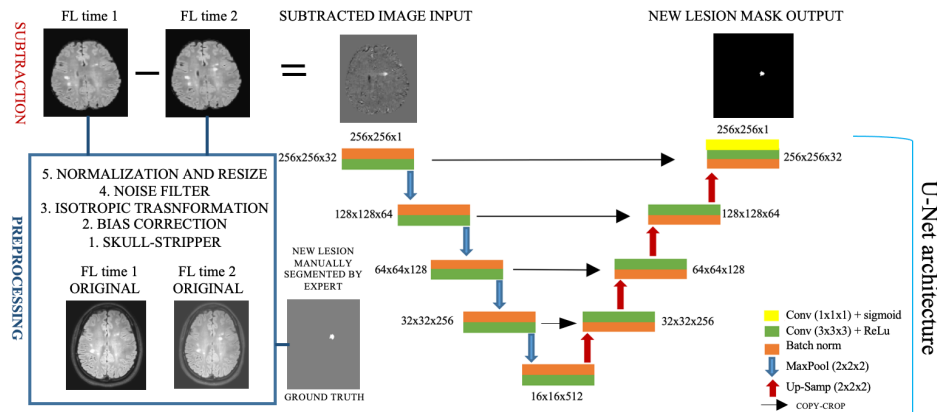 FL time 1
FL time 2
SUBTRACTED IMAGE INPUT
NEW LESION MASK OUTPUT
SUBTRACTION
=
256x256x1
256x256x1
256x256x32
256x256x32
5. NORMALIZATION AND RESIZE
4. NOISE FILTER
3. ISOTROPIC TRASNFORMATION
2. BIAS CORRECTION
1. SKULL-STRIPPER
128x128x64
128x128x64
PREPROCESSING
FL time 1
ORIGINAL
FL time 2
ORIGINAL
NEW LESION
MANUALLY
SEGMENTED BY
EXPERT
GROUND TRUTH
64x64x128
64x64x128
32x32x256
32x32x256
16x16x512
Conv (1x1x1) + sigmoid
Conv (3x3x3) + ReLu
Batch norm
MaxPool (2x2x2)
Up-Samp (2x2x2)
COPY-CROP
U-Net architecture